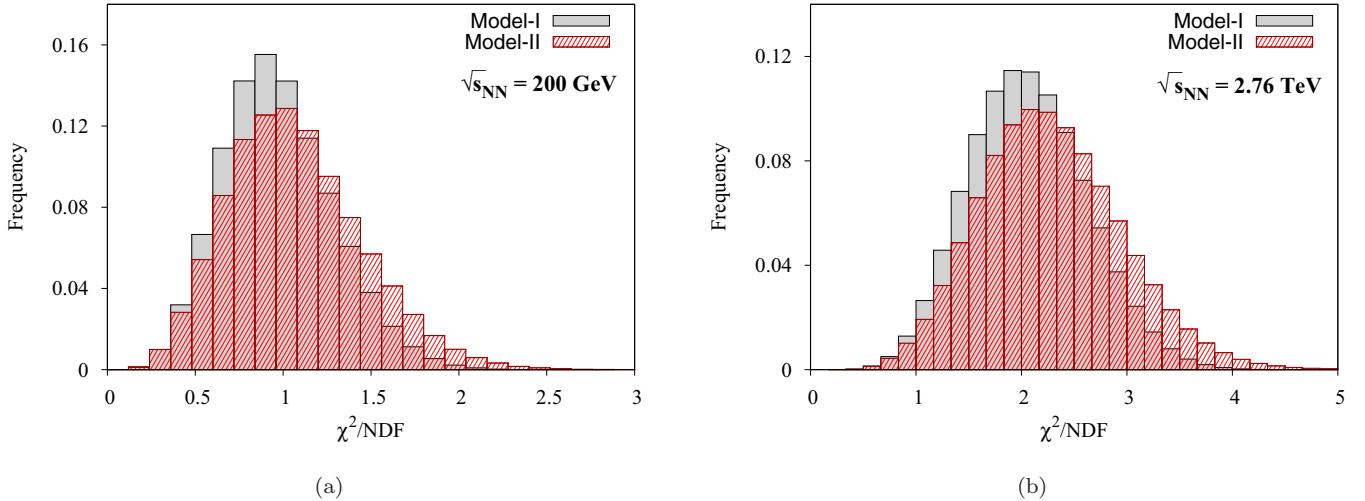 Model-I
Model-II
√s_NN = 200 GeV
0.16
0.12
0.08
0.04
0
Frequency
0 0.5 1 1.5 2 2.5 3
χ²/NDF
(a)
Model-I
Model-II
√s_NN = 2.76 TeV
0.12
0.08
0.04
0
Frequency
0 1 2 3 4 5
χ²/NDF
(b)